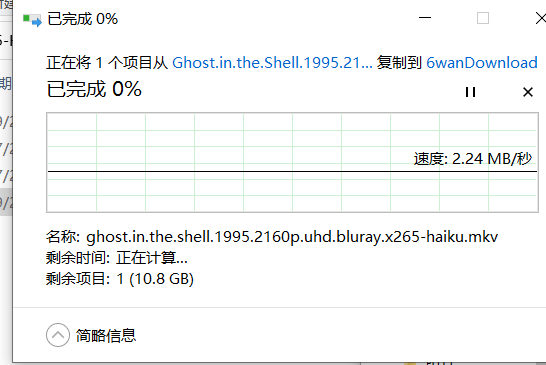 已完成 0%
正在将 1 个项目从 Ghost.in.the.Shell.1995.21... 复制到 6wanDownload
已完成 0%
速度: 2.24 MB/秒
名称: ghost.in.the.shell.1995.2160p.uhd.bluray.x265-haiku.mkv
剩余时间: 正在计算...
剩余项目: 1 (10.8 GB)
简略信息